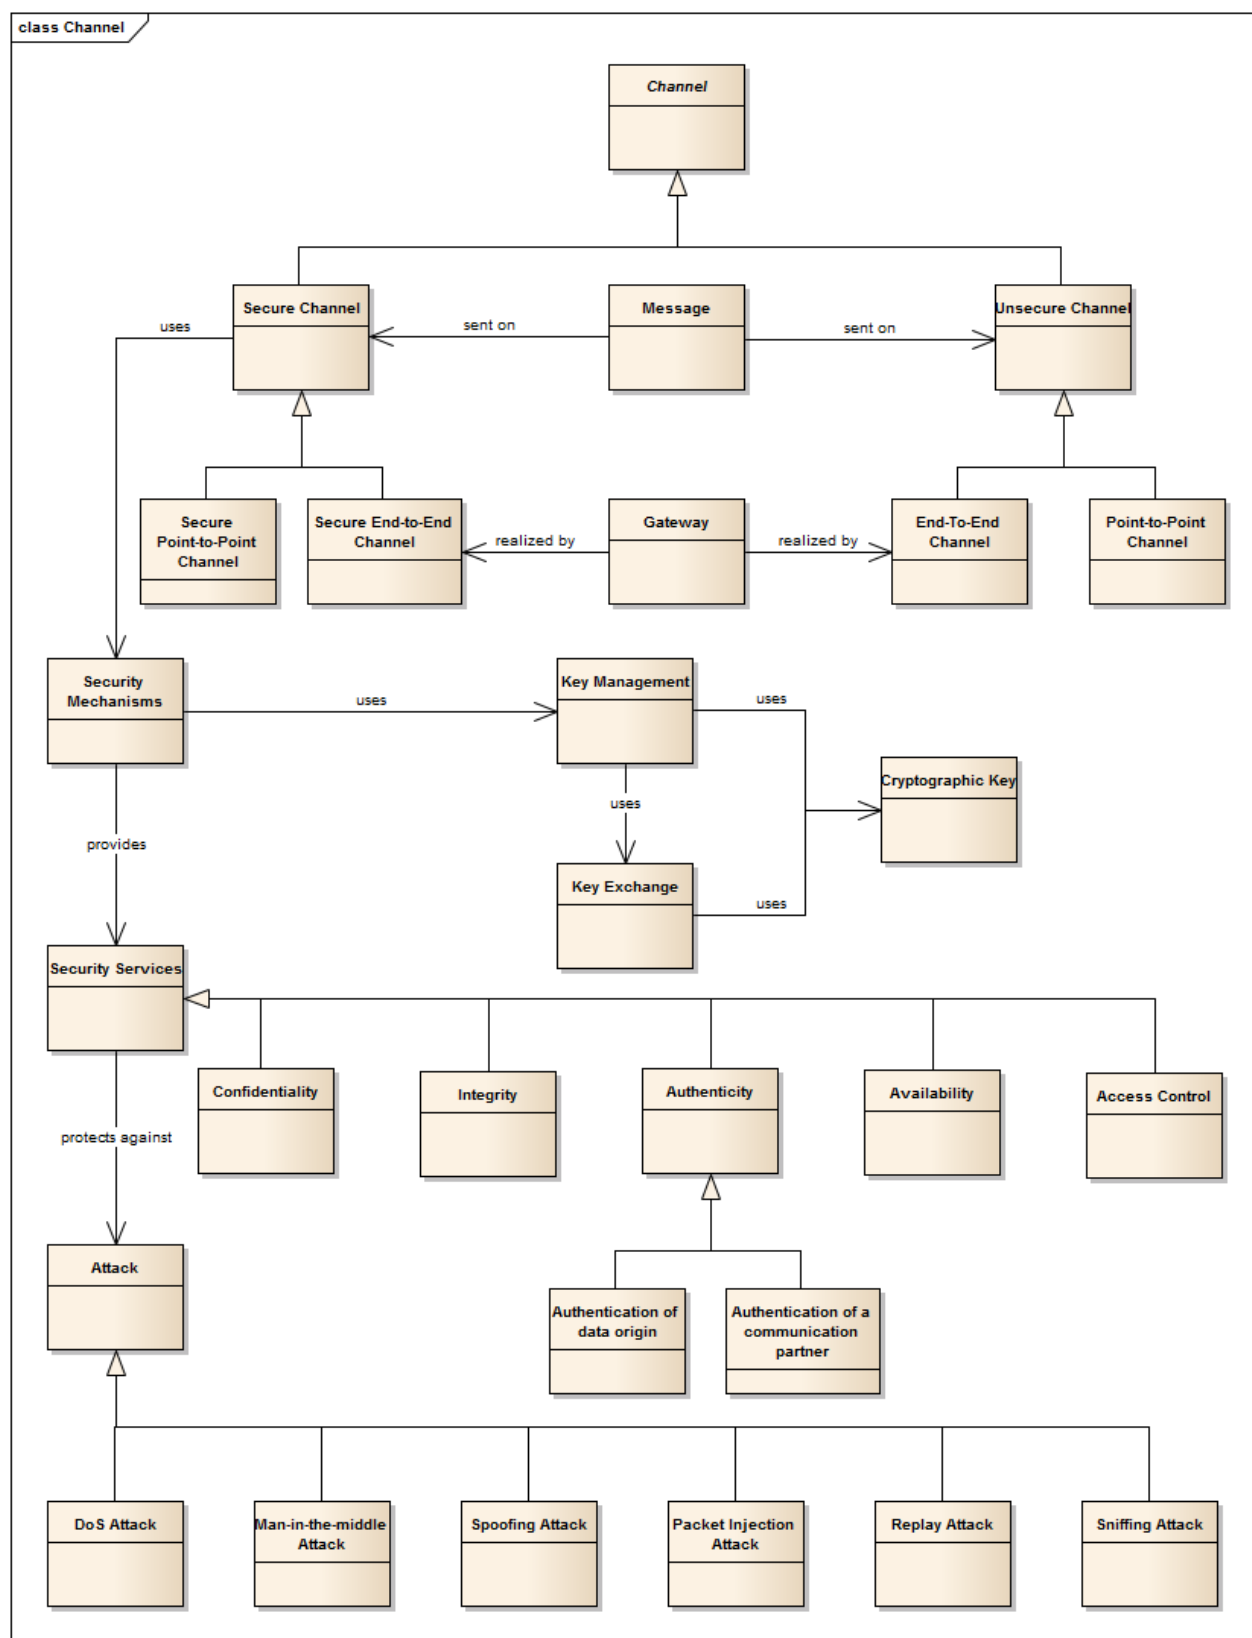 class Channel
Channel
Secure Channel
Message
Unsecure Channel
uses
sent on
sent on
Secure
Point-to-Point
Channel
Secure End-to-End
Channel
Gateway
End-To-End
Channel
Point-to-Point
Channel
realized by
realized by
Security
Mechanisms
Key Management
uses
uses
Cryptographic Key
uses
provides
Key Exchange
uses
Security Services
Confidentiality
Integrity
Authenticity
Availability
Access Control
protects against
Attack
Authentication of
data origin
Authentication of a
communication
partner
DoS Attack
Man-in-the-middle
Attack
Spoofing Attack
Packet Injection
Attack
Replay Attack
Sniffing Attack